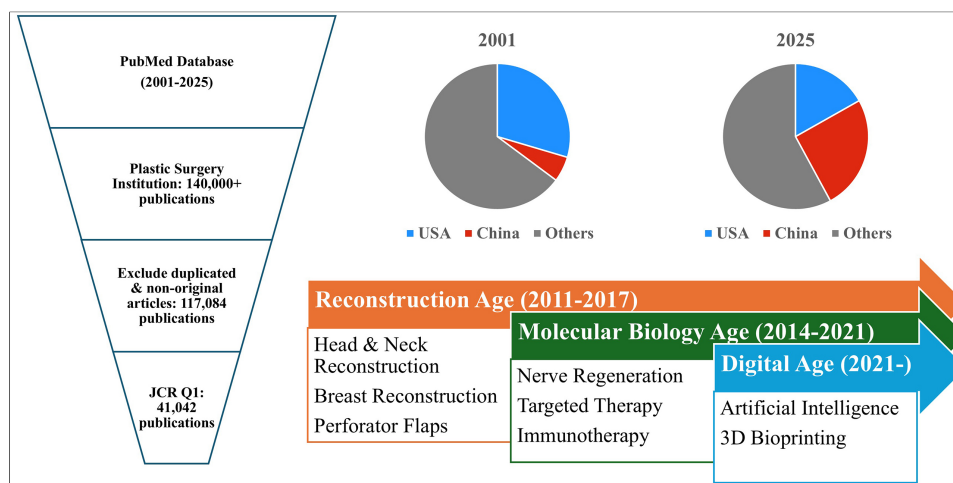 PubMed Database
(2001-2025)
Plastic Surgery
Institution: 140,000+
publications
Exclude duplicated
& non-original
articles: 117,084
publications
JCR Q1:
41,042
publications
2001
USA China Others
2025
USA China Others
Reconstruction Age (2011-2017)
Head & Neck
Reconstruction
Breast Reconstruction
Perforator Flaps
Molecular Biology Age (2014-2021)
Nerve Regeneration
Targeted Therapy
Immunotherapy
Digital Age (2021-)
Artificial Intelligence
3D Bioprinting